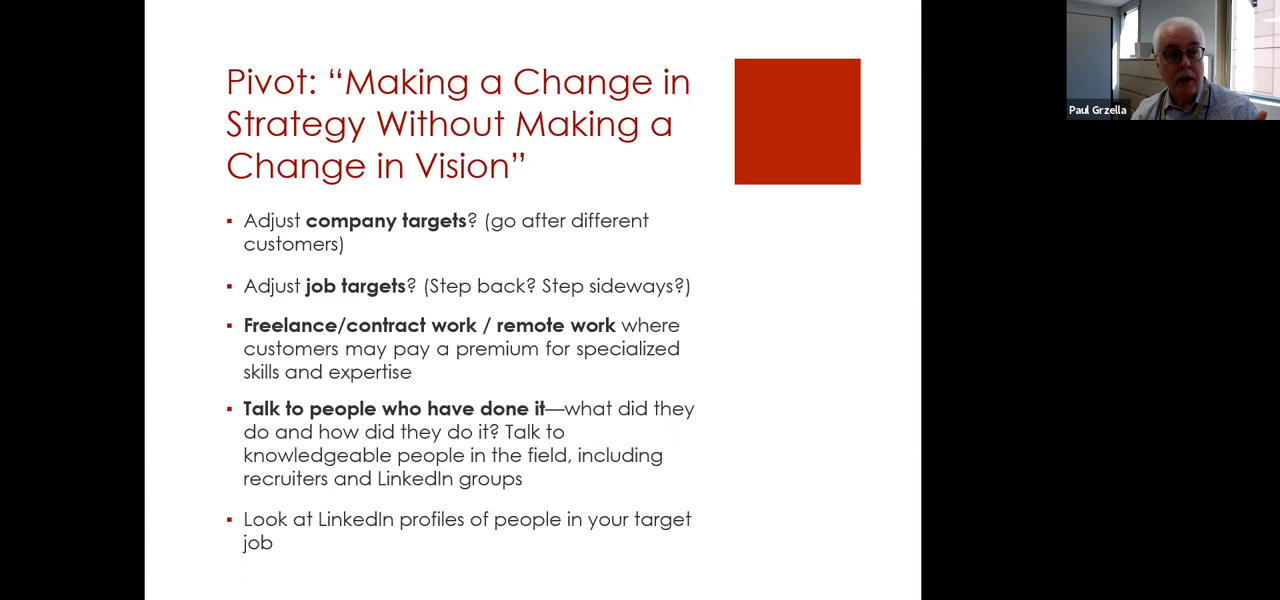 Pivot: “Making a Change in
Strategy Without Making a
Change in Vision”
▪ Adjust company targets? (go after different
customers)
▪ Adjust job targets? (Step back? Step sideways?)
▪ Freelance/contract work / remote work where
customers may pay a premium for specialized
skills and expertise
▪ Talk to people who have done it—what did they
do and how did they do it? Talk to
knowledgeable people in the field, including
recruiters and LinkedIn groups
▪ Look at LinkedIn profiles of people in your target
job
Paul Grzella